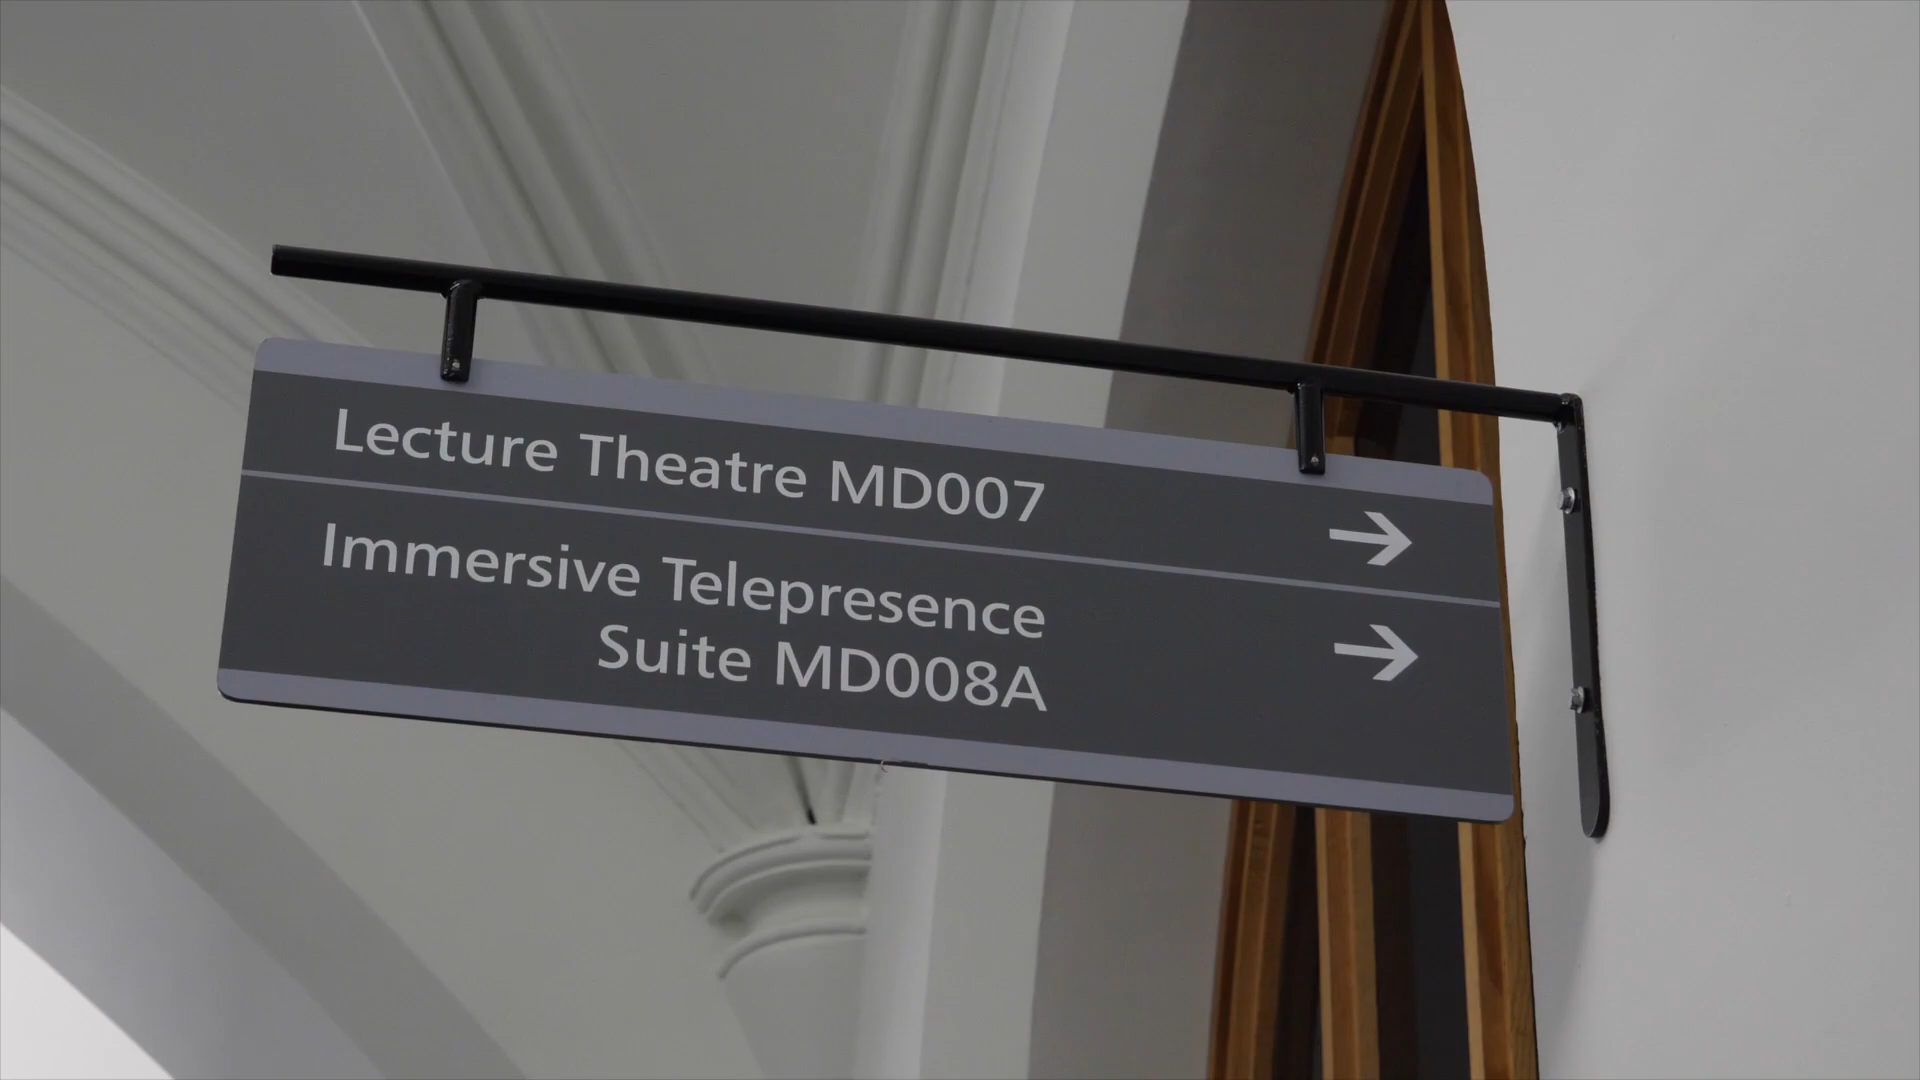 Lecture Theatre MD007 →
Immersive Telepresence →
Suite MD008A